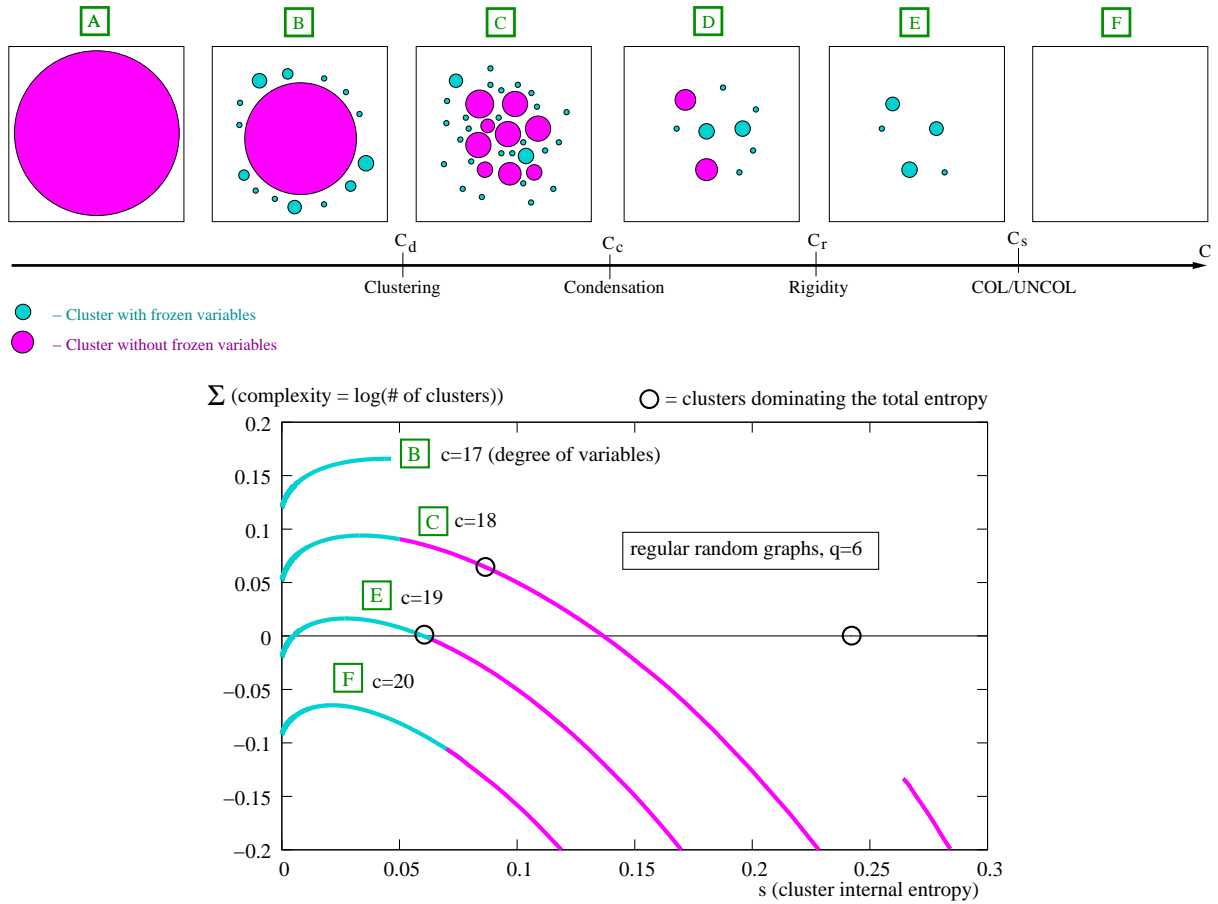 A B C D E F
C_d C_c C_r C_s C
Clustering Condensation Rigidity COL/UNCOL
– Cluster with frozen variables
– Cluster without frozen variables
Σ (complexity = log(# of clusters))
= clusters dominating the total entropy
0.2
B c=17 (degree of variables)
0.15
C c=18
0.1
regular random graphs, q=6
0.05
E c=19
0
F c=20
−0.05
−0.1
−0.15
−0.2
0 0.05 0.1 0.15 0.2 0.25 0.3
s (cluster internal entropy)